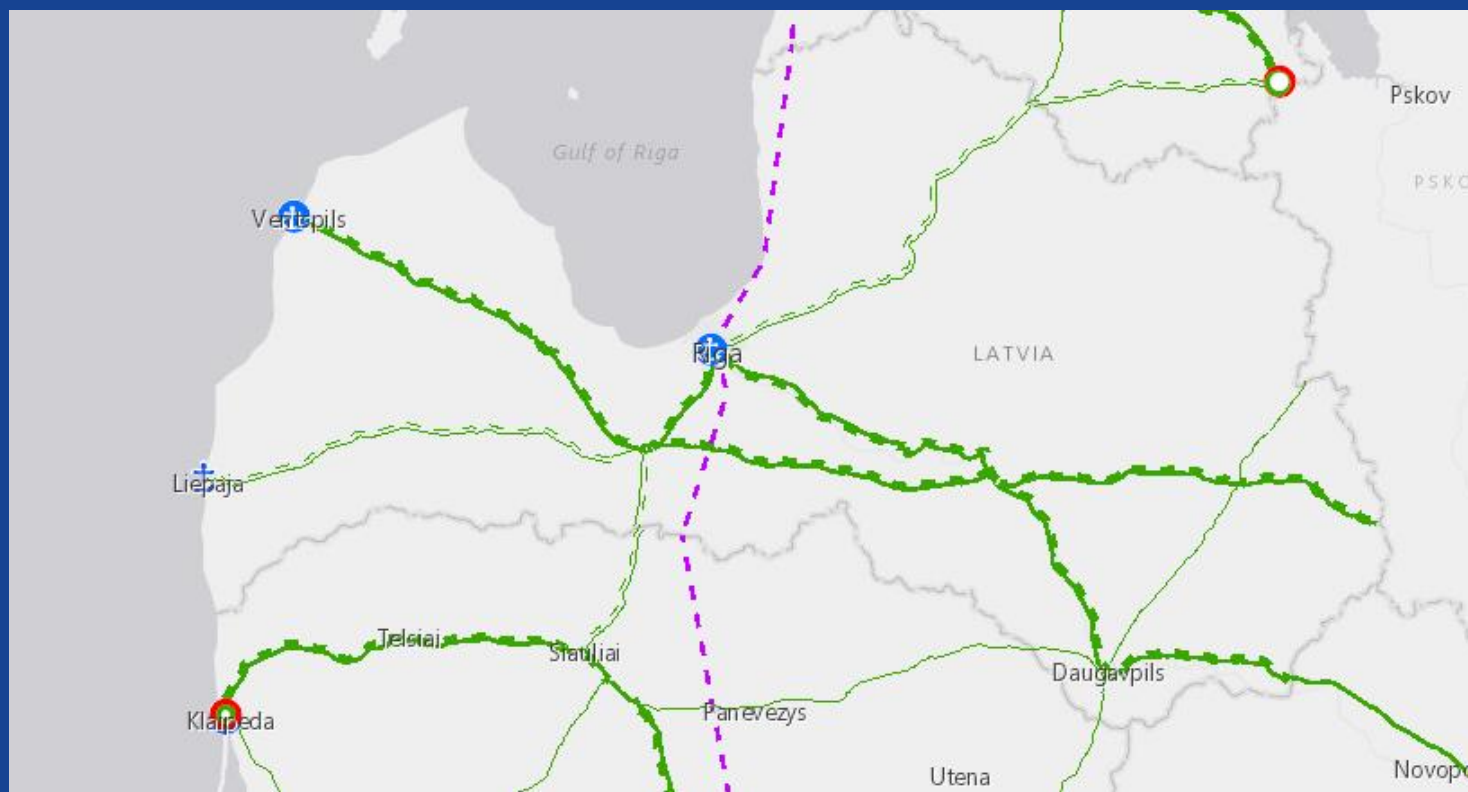 Pskov
Gulf of Riga
PSKO
Ventspils
Riga
LATVIA
Liepaja
Telsiai
Siauliai
Daugavpils
Klaipeda
Panevezys
Utena
Novopo